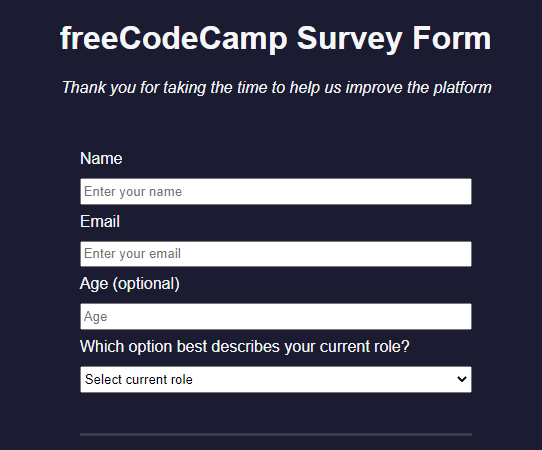 freeCodeCamp Survey Form
Thank you for taking the time to help us improve the platform
Name
Enter your name
Email
Enter your email
Age (optional)
Age
Which option best describes your current role?
Select current role